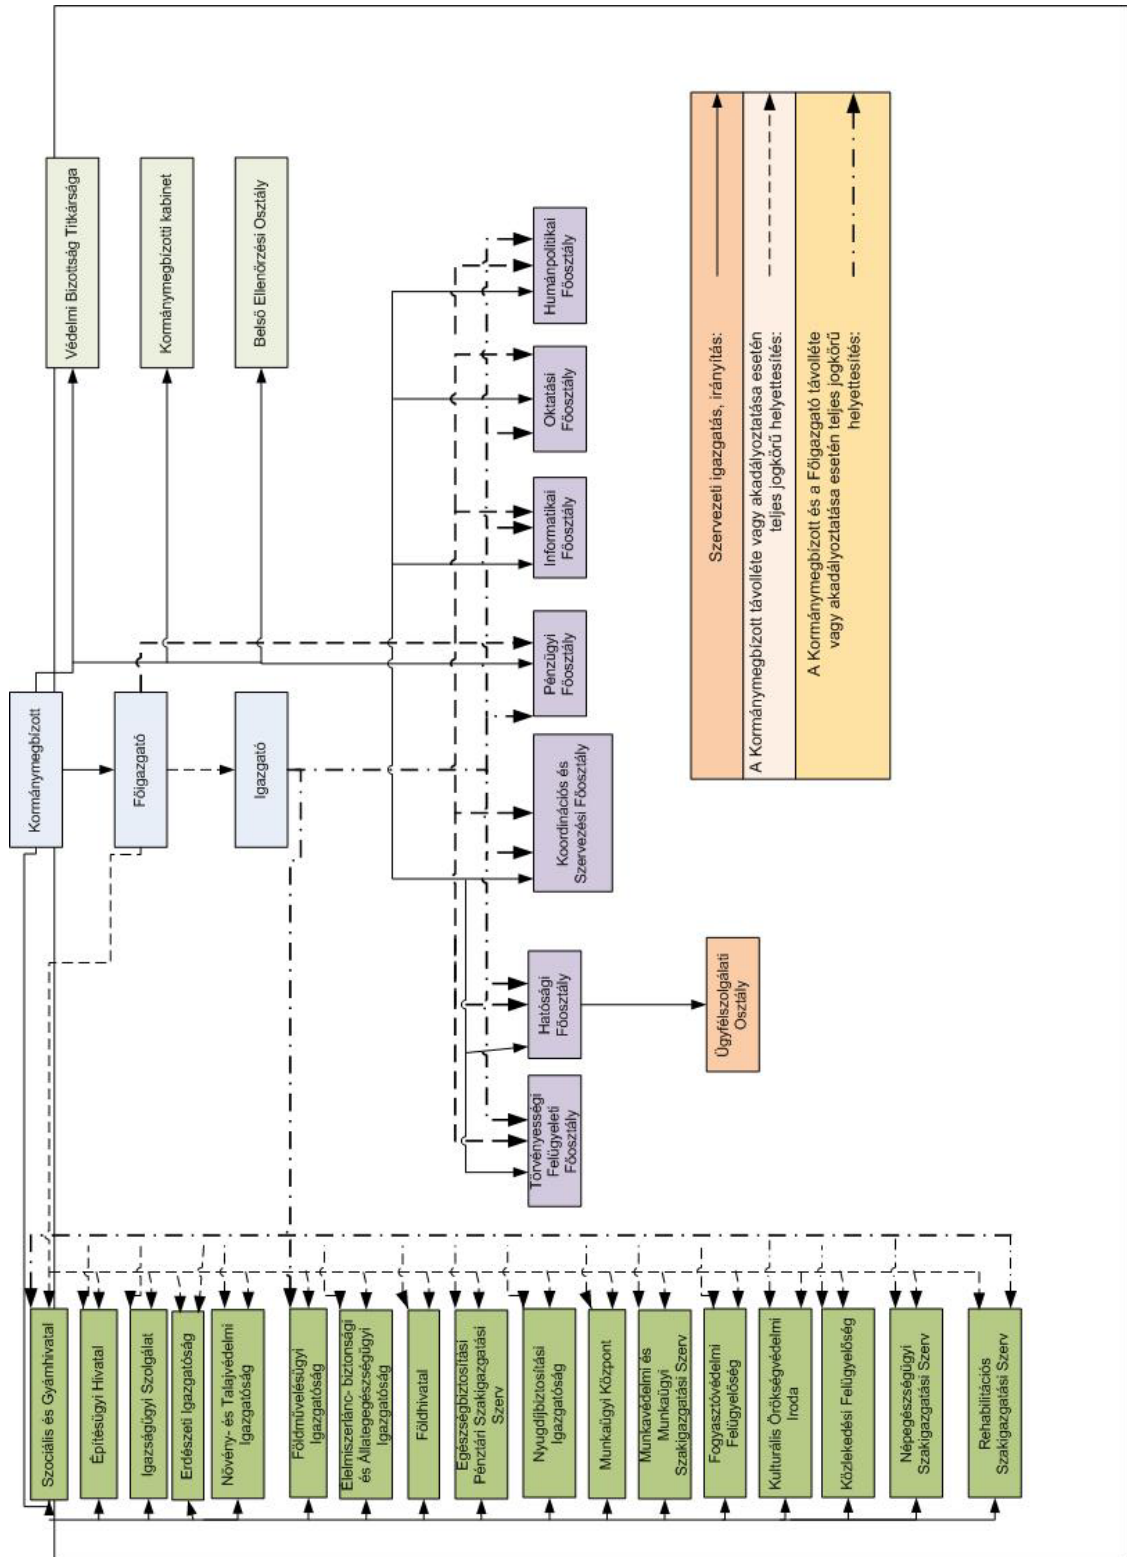 Kormánymegbízott
Főigazgató
Igazgató
Védelmi Bizottság Titkársága
Kormánymegbízotti kabinet
Belső Ellenőrzési Osztály
Szociális és Gyámhivatal
Építésügyi Hivatal
Igazságügyi Szolgálat
Erdészeti Igazgatóság
Növény- és Talajvédelmi
Igazgatóság
Földművelésügyi
Igazgatóság
Élelmiszerlánc- biztonsági
és Állategegészségügyi
Igazgatóság
Földhivatal
Egészségbaztosítási
Pénztári Szakigazgatási
Szerv
Nyugdíjbiztosítási
Igazgatóság
Munkaügyi Központ
Munkavédelmi és
Munkaügyi
Szakigazgatási Szerv
Fogyasztóvédelmi
Felügyelőség
Kulturális Örökségvédelmi
Iroda
Közlekedési Felügyelőség
Népegészségügyi
Szakigazgatási Szerv
Rehabilitációs
Szakigazgatási Szerv
Törvényességi
Felügyeleti
Főosztály
Hatósági
Főosztály
Koordinációs és
Szervezési Főosztály
Pénzügyi
Főosztály
Informatikai
Főosztály
Oktatási
Főosztály
Humánpolitikai
Főosztály
Ügyfélszolgálati
Osztály
Szervezeti igazgatás, irányítás:
A Kormánymegbízott távolléte vagy akadályoztatása esetén
teljes jogkörű helyettesítés:
A Kormánymegbízott és a Főigazgató távolléte
vagy akadályoztatása esetén teljes jogkörű
helyettesítés: